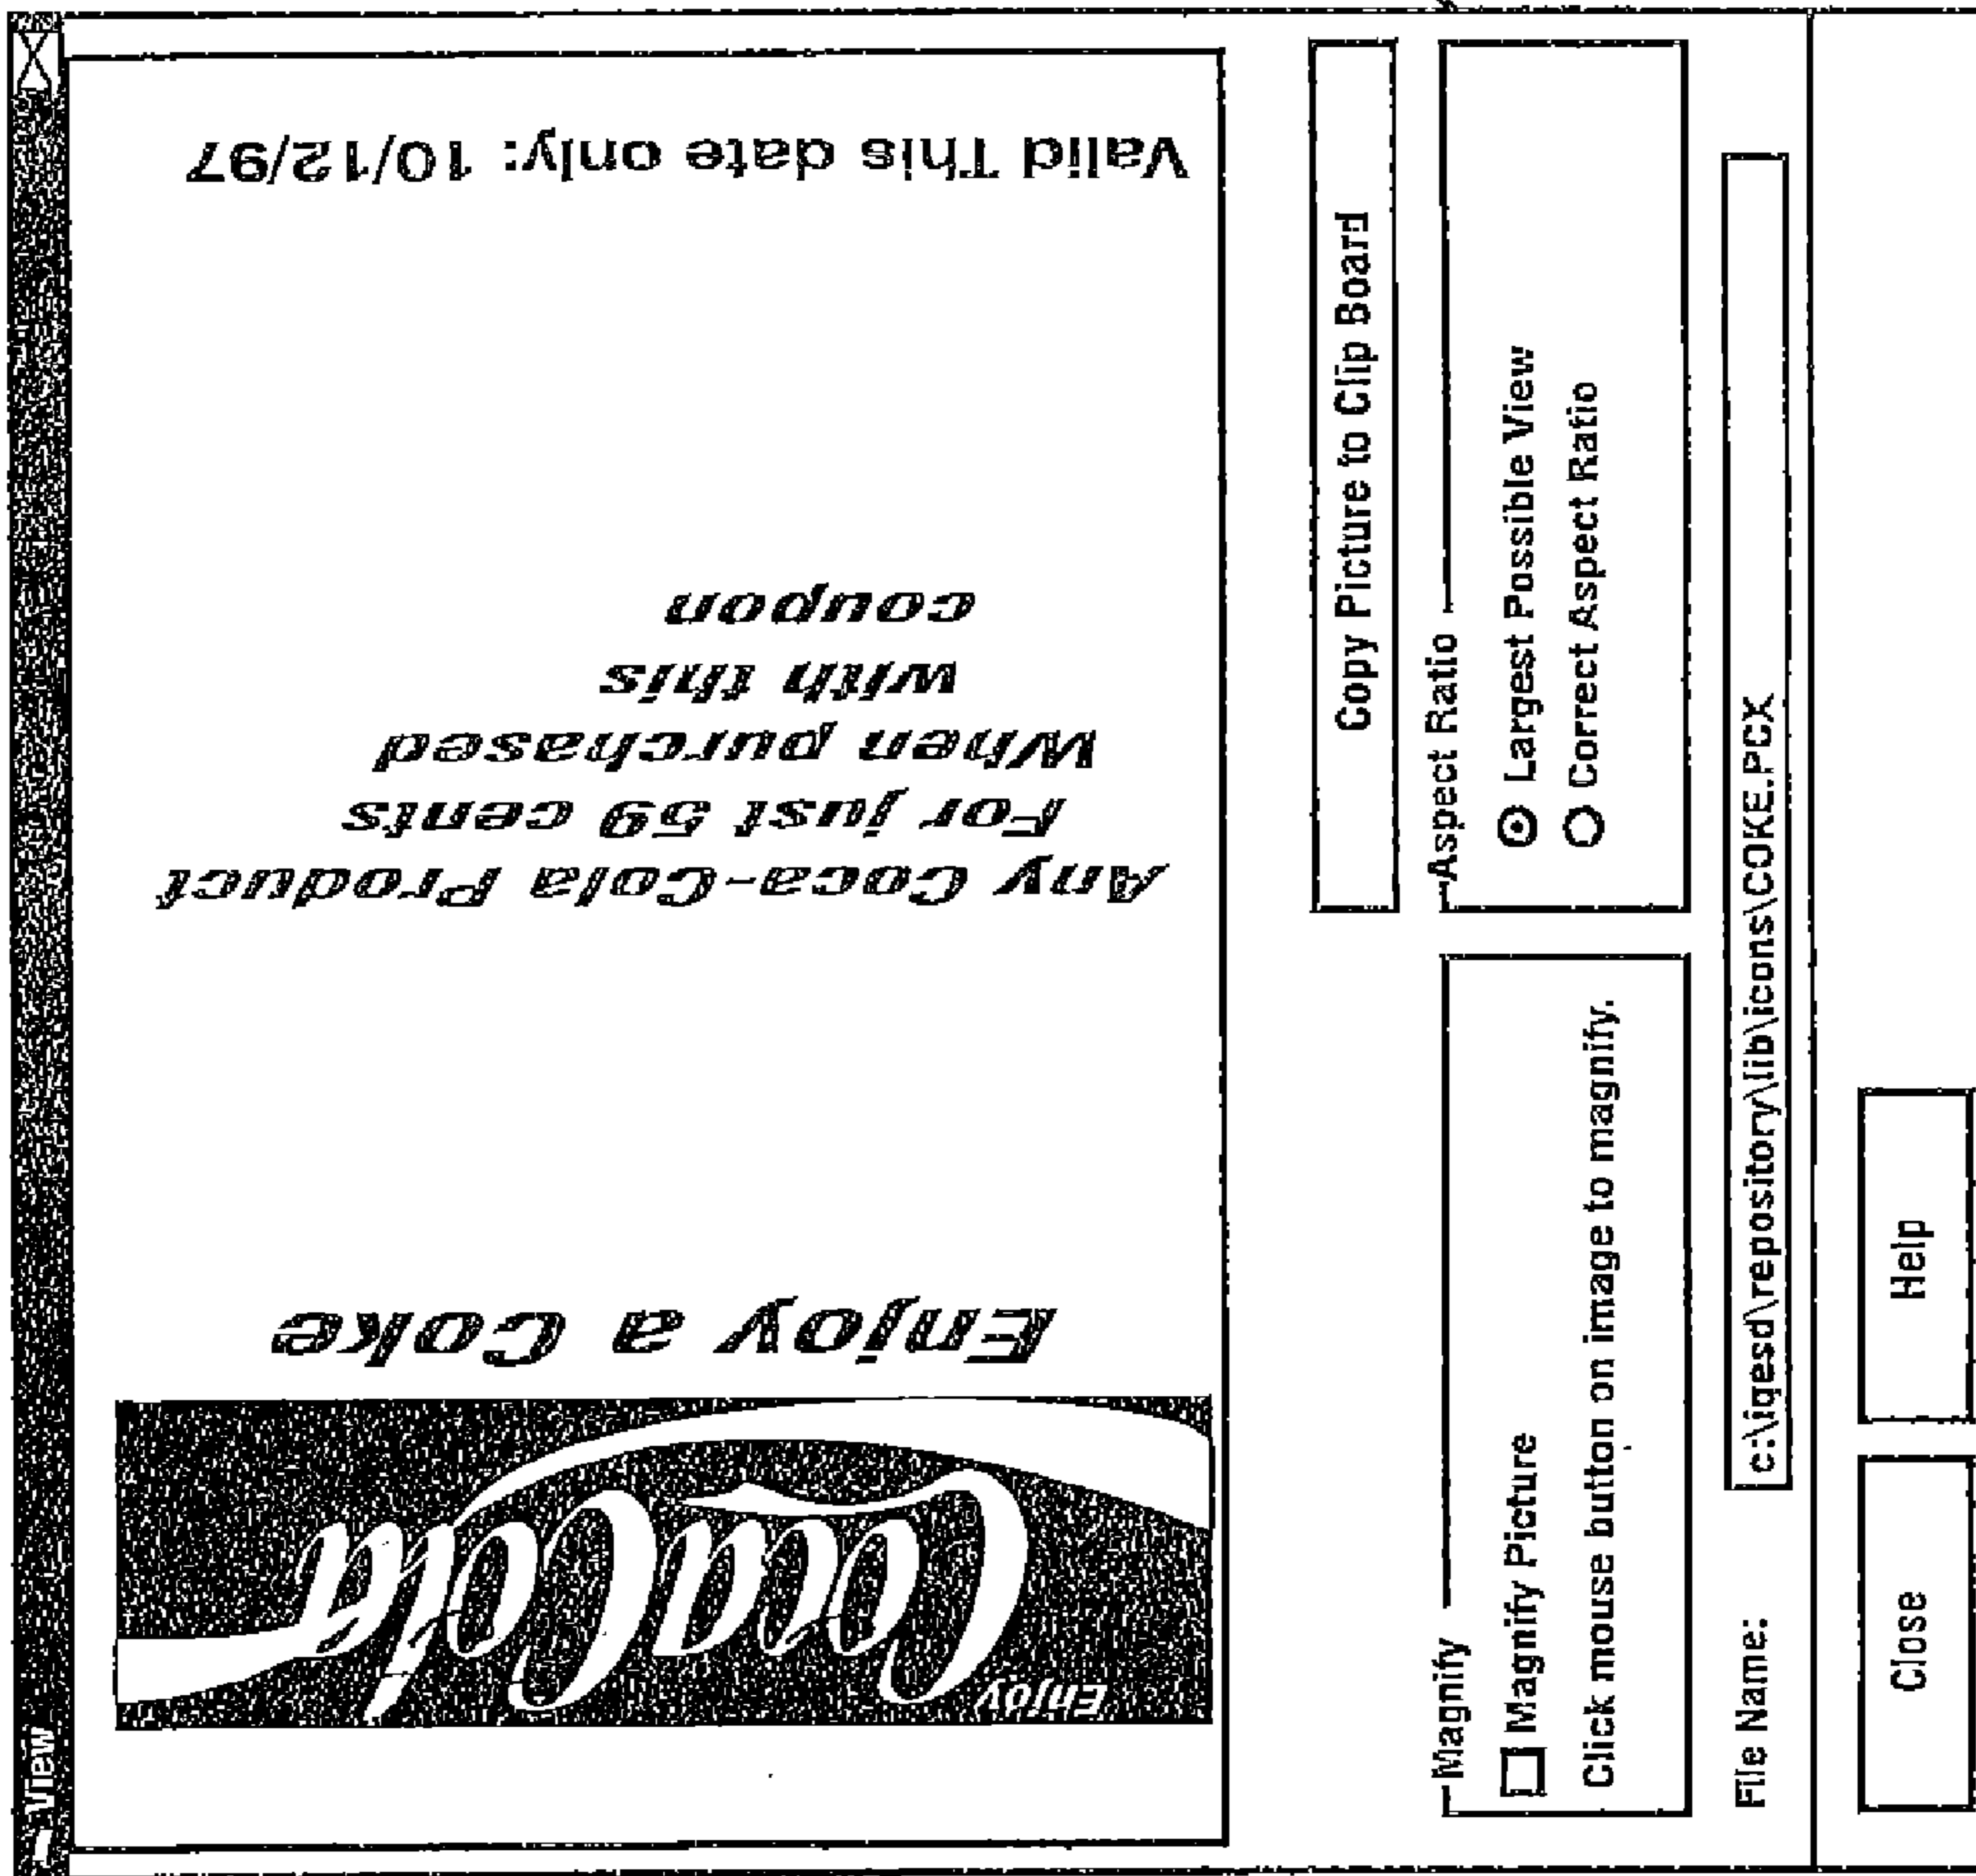 View
Enjoy
Coca-Cola
Enjoy a Coke
Any Coca-Cola Product
For just 59 cents
When purchased
with this
coupon
Valid This date only: 10/12/97
Copy Picture to Clip Board
Magnify
Magnify Picture
Click mouse button on image to magnify.
Aspect Ratio
Largest Possible View
Correct Aspect Ratio
File Name:
c:\iqesd\repository\lib\icons\COKE.PCX
Close
Help